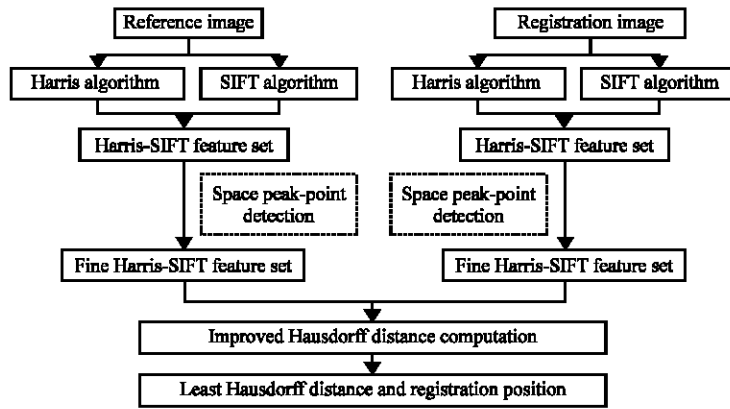 Reference image
Registration image
Harris algorithm
SIFT algorithm
Harris algorithm
SIFT algorithm
Harris-SIFT feature set
Harris-SIFT feature set
Space peak-point
detection
Space peak-point
detection
Fine Harris-SIFT feature set
Fine Harris-SIFT feature set
Improved Hausdorff distance computation
Least Hausdorff distance and registration position